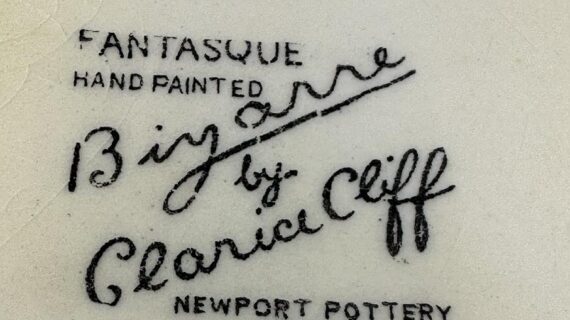 FANTASQUE
HAND PAINTED
Bizarre
by
Clarice Cliff
NEWPORT POTTERY